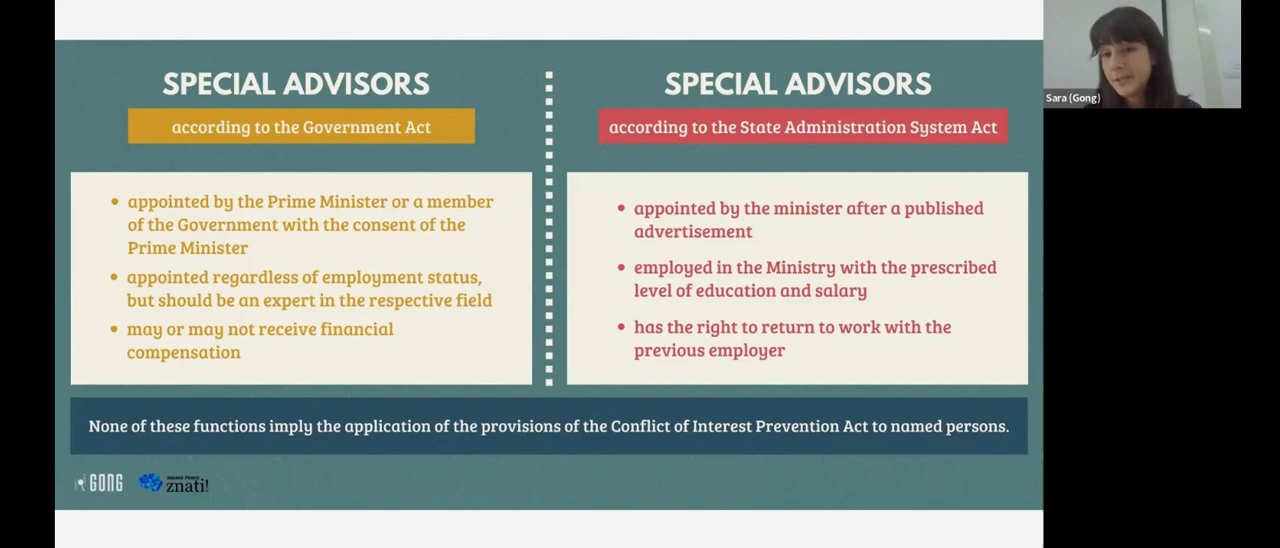 SPECIAL ADVISORS
according to the Government Act
appointed by the Prime Minister or a member
of the Government with the consent of the
Prime Minister
appointed regardless of employment status,
but should be an expert in the respective field
may or may not receive financial
compensation
SPECIAL ADVISORS
according to the State Administration System Act
appointed by the minister after a published
advertisement
employed in the Ministry with the prescribed
level of education and salary
has the right to return to work with the
previous employer
None of these functions imply the application of the provisions of the Conflict of Interest Prevention Act to named persons.
GONG
IMAMO PRAVO
znati!
Sara (Gong)